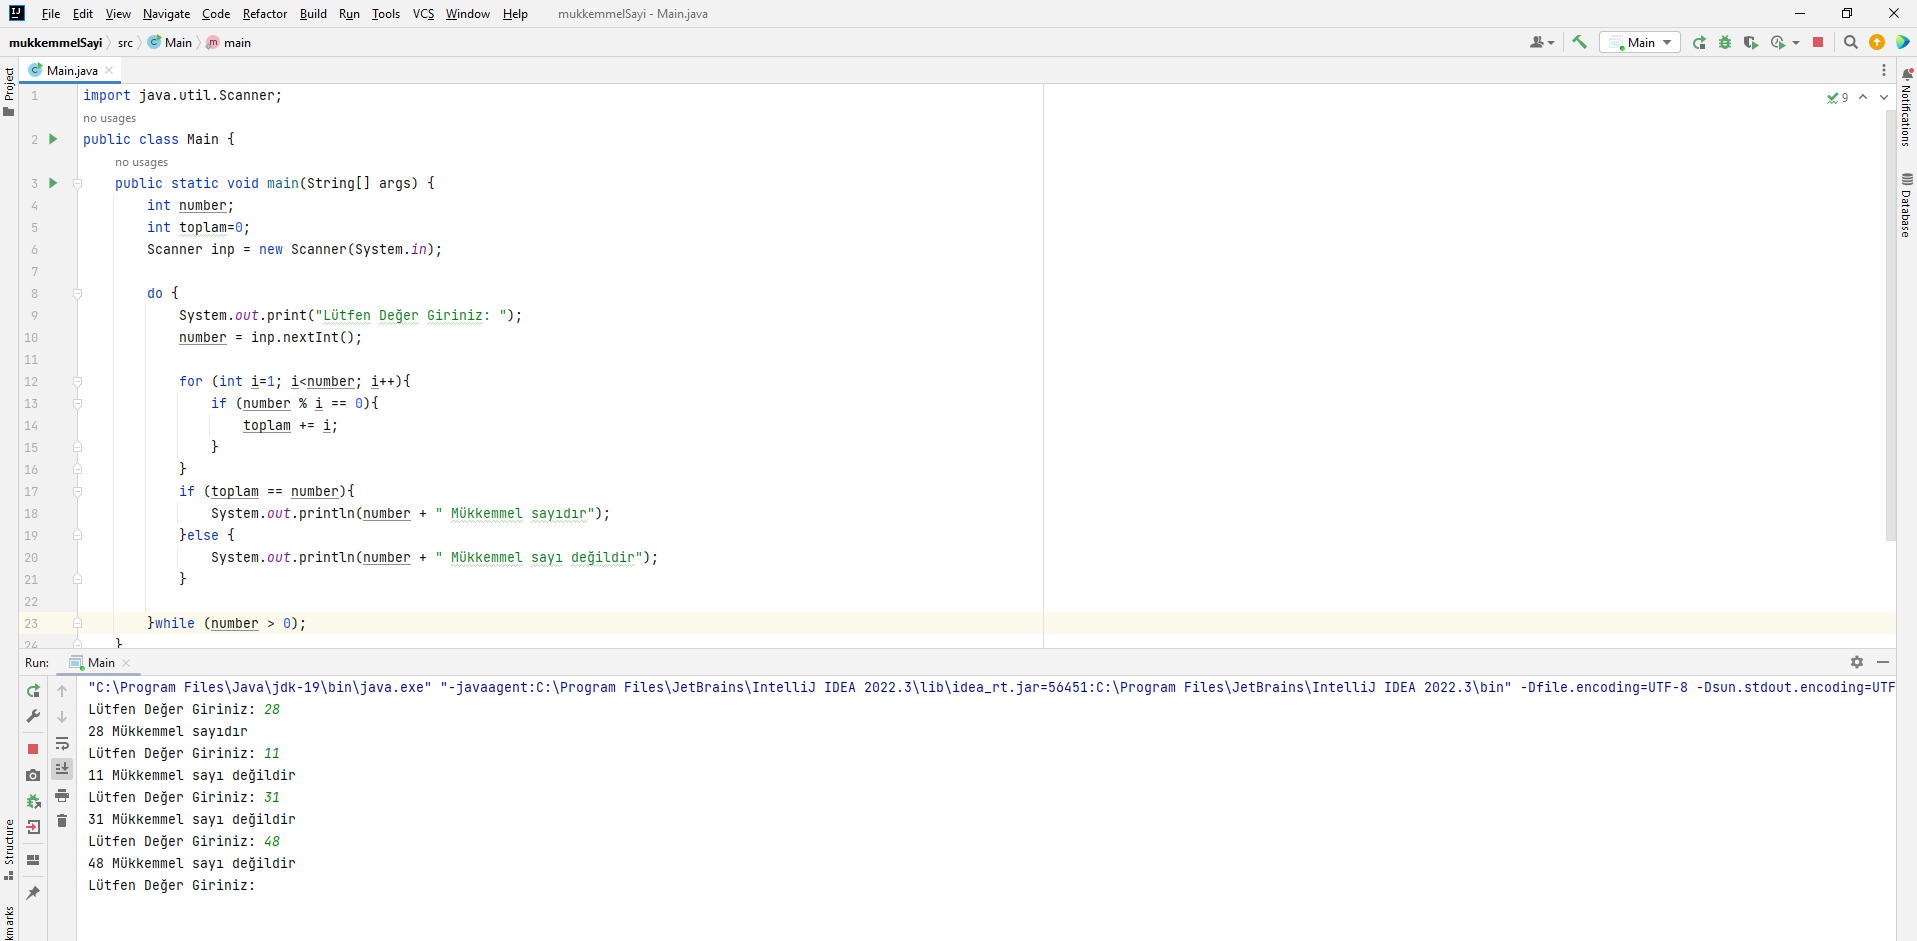 File Edit View Navigate Code Refactor Build Run Tools VCS Window Help mukkemmelSayi - Main.java
mukkemmelSayi src Main main Main
Main.java
Project
Notifications
Database
9
1 import java.util.Scanner;
no usages
2 public class Main {
no usages
3 public static void main(String[] args) {
4 int number;
5 int toplam=0;
6 Scanner inp = new Scanner(System.in);
7
8 do {
9 System.out.print("Lütfen Değer Giriniz: ");
10 number = inp.nextInt();
11
12 for (int i=1; i<number; i++){
13 if (number % i == 0){
14 toplam += i;
15 }
16 }
17 if (toplam == number){
18 System.out.println(number + " Mükkemmel sayıdır");
19 }else {
20 System.out.println(number + " Mükkemmel sayı değildir");
21 }
22
23 }while (number > 0);
24 }
Run: Main
"C:\Program Files\Java\jdk-19\bin\java.exe" "-javaagent:C:\Program Files\JetBrains\IntelliJ IDEA 2022.3\lib\idea_rt.jar=56451:C:\Program Files\JetBrains\IntelliJ IDEA 2022.3\bin" -Dfile.encoding=UTF-8 -Dsun.stdout.encoding=UTF
Lütfen Değer Giriniz: 28
28 Mükkemmel sayıdır
Lütfen Değer Giriniz: 11
11 Mükkemmel sayı değildir
Lütfen Değer Giriniz: 31
31 Mükkemmel sayı değildir
Lütfen Değer Giriniz: 48
48 Mükkemmel sayı değildir
Lütfen Değer Giriniz:
Structure
kmarks